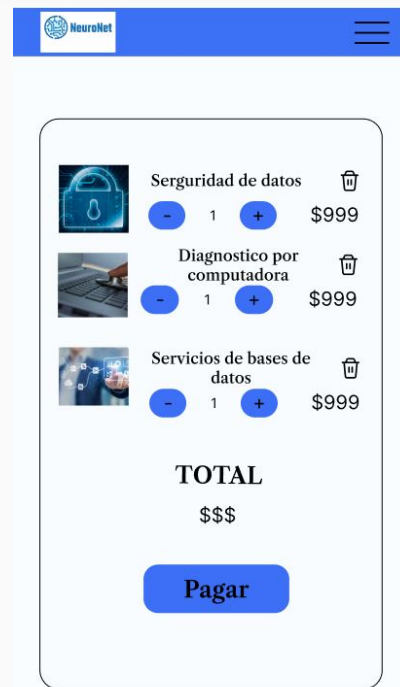 NeuroNet
Serguridad de datos
- 1 + $999
Diagnostico por
computadora
- 1 + $999
Servicios de bases de
datos
- 1 + $999
TOTAL
$$$
Pagar